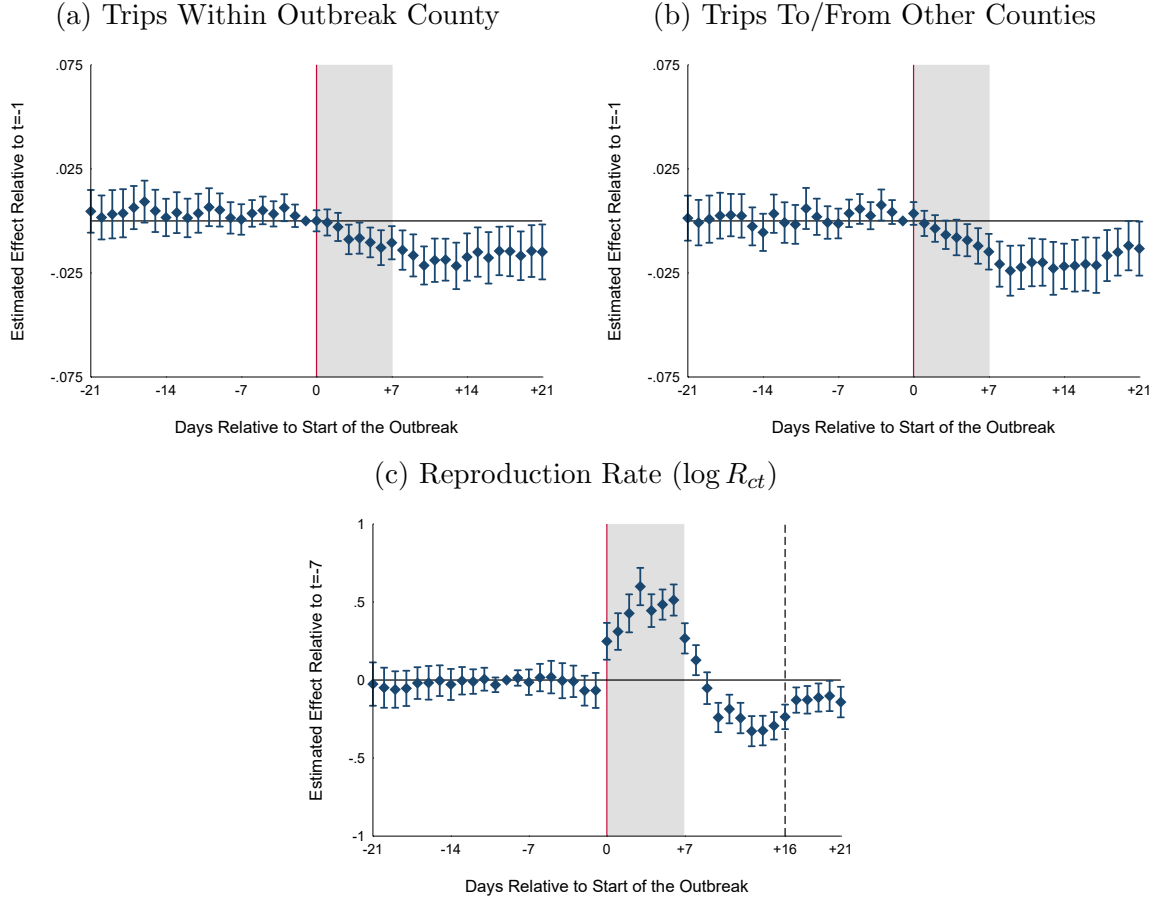 (a) Trips Within Outbreak County
(b) Trips To/From Other Counties
.075
.025
-.025
-.075
Estimated Effect Relative to t=-1
-21 -14 -7 0 +7 +14 +21
Days Relative to Start of the Outbreak
.075
.025
-.025
-.075
Estimated Effect Relative to t=-1
-21 -14 -7 0 +7 +14 +21
Days Relative to Start of the Outbreak
(c) Reproduction Rate (log R_{ct})
1
.5
0
-.5
-1
Estimated Effect Relative to t=-7
-21 -14 -7 0 +7 +16 +21
Days Relative to Start of the Outbreak